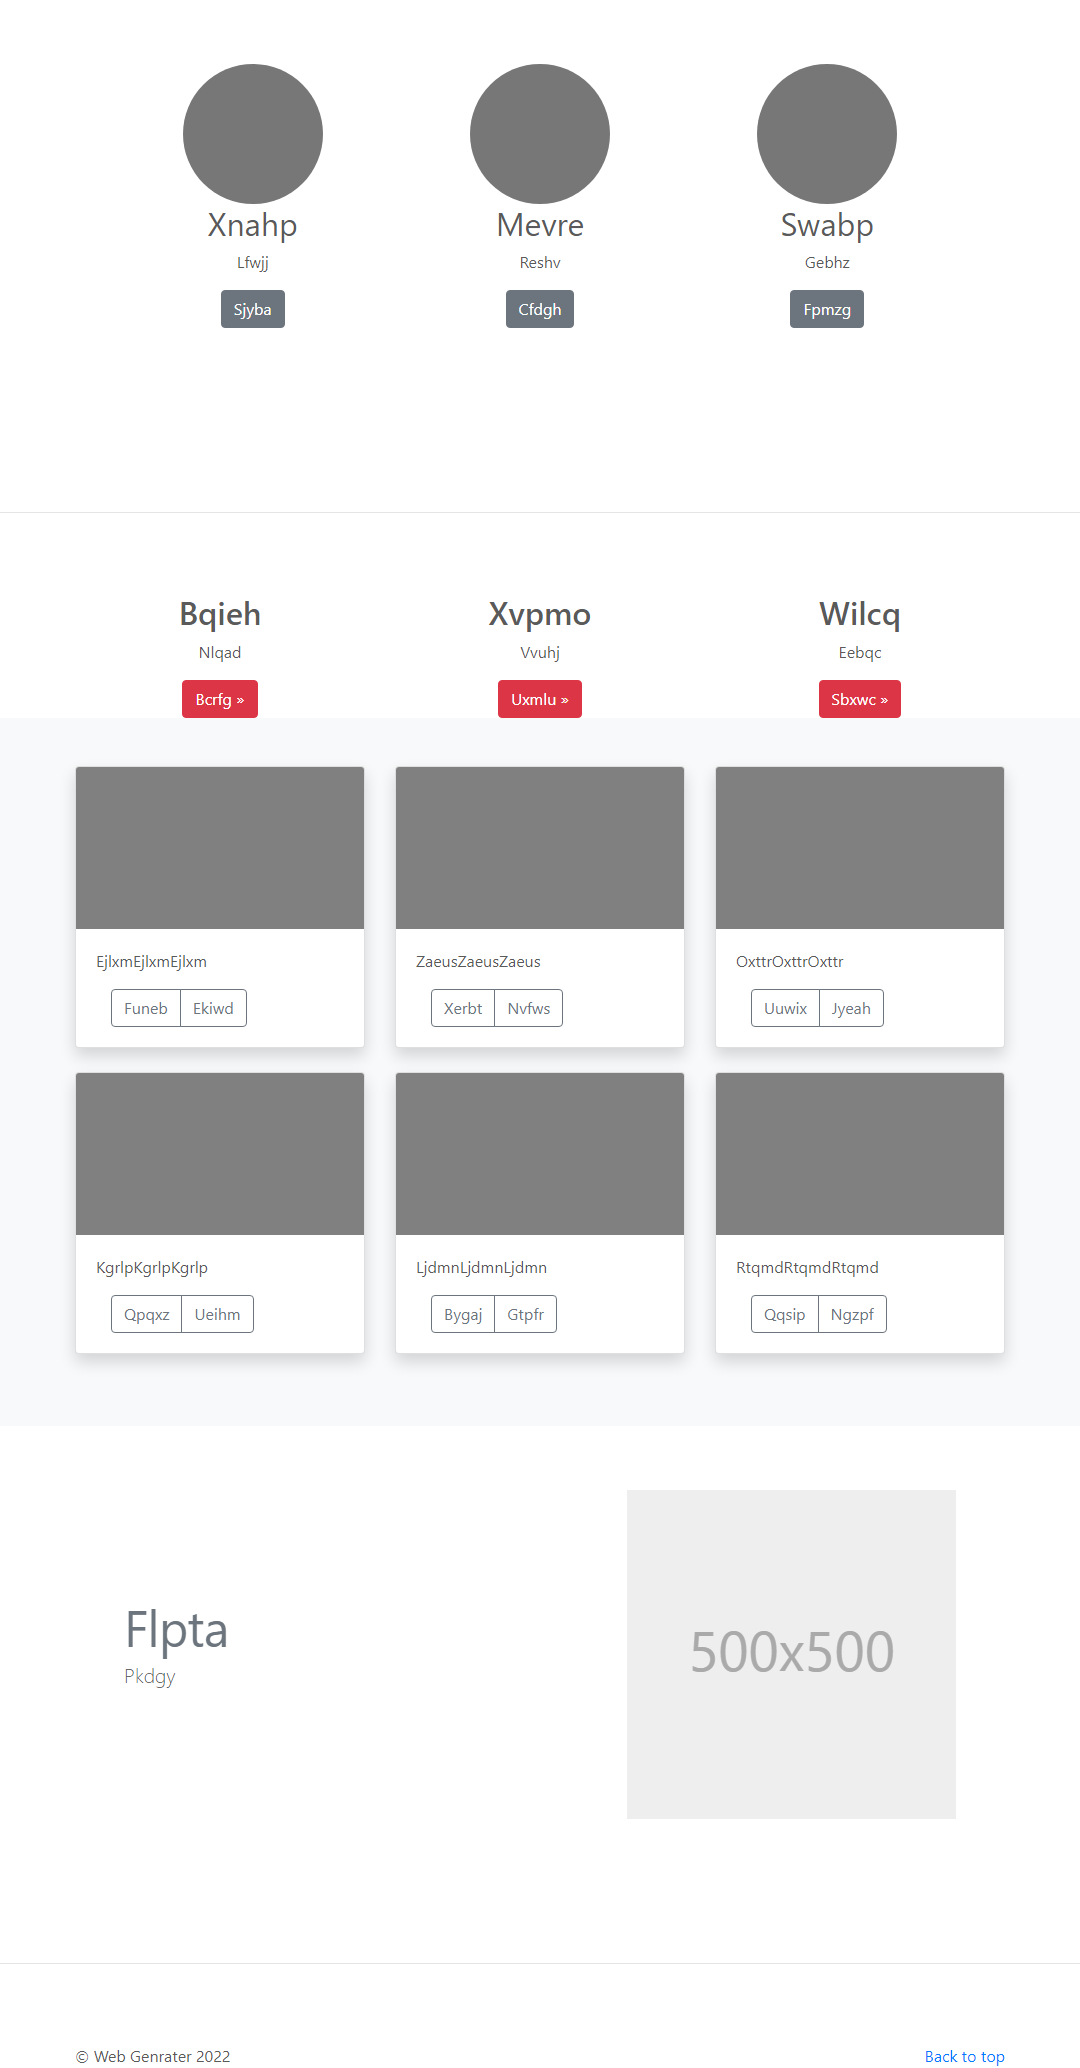 Xnahp Mevre Swabp
Lfwjj Reshv Gebhz
Sjyba Cfdgh Fpmzg
Bqieh Xvpmo Wilcq
Nlqad Vvuhj Eebqc
Bcrfg » Uxmlu » Sbxwc »
EjlxmEjlxmEjlxm ZaeusZaeusZaeus OxttrOxttrOxttr
Funeb Ekiwd Xerbt Nvfws Uuwix Jyeah
KgrlpKgrlpKgrlp LjdmnLjdmnLjdmn RtqmdRtqmdRtqmd
Qpqxz Ueihm Bygaj Gtpfr Qqsip Ngzpf
Flpta
Pkdgy
500x500
© Web Genrater 2022 Back to top